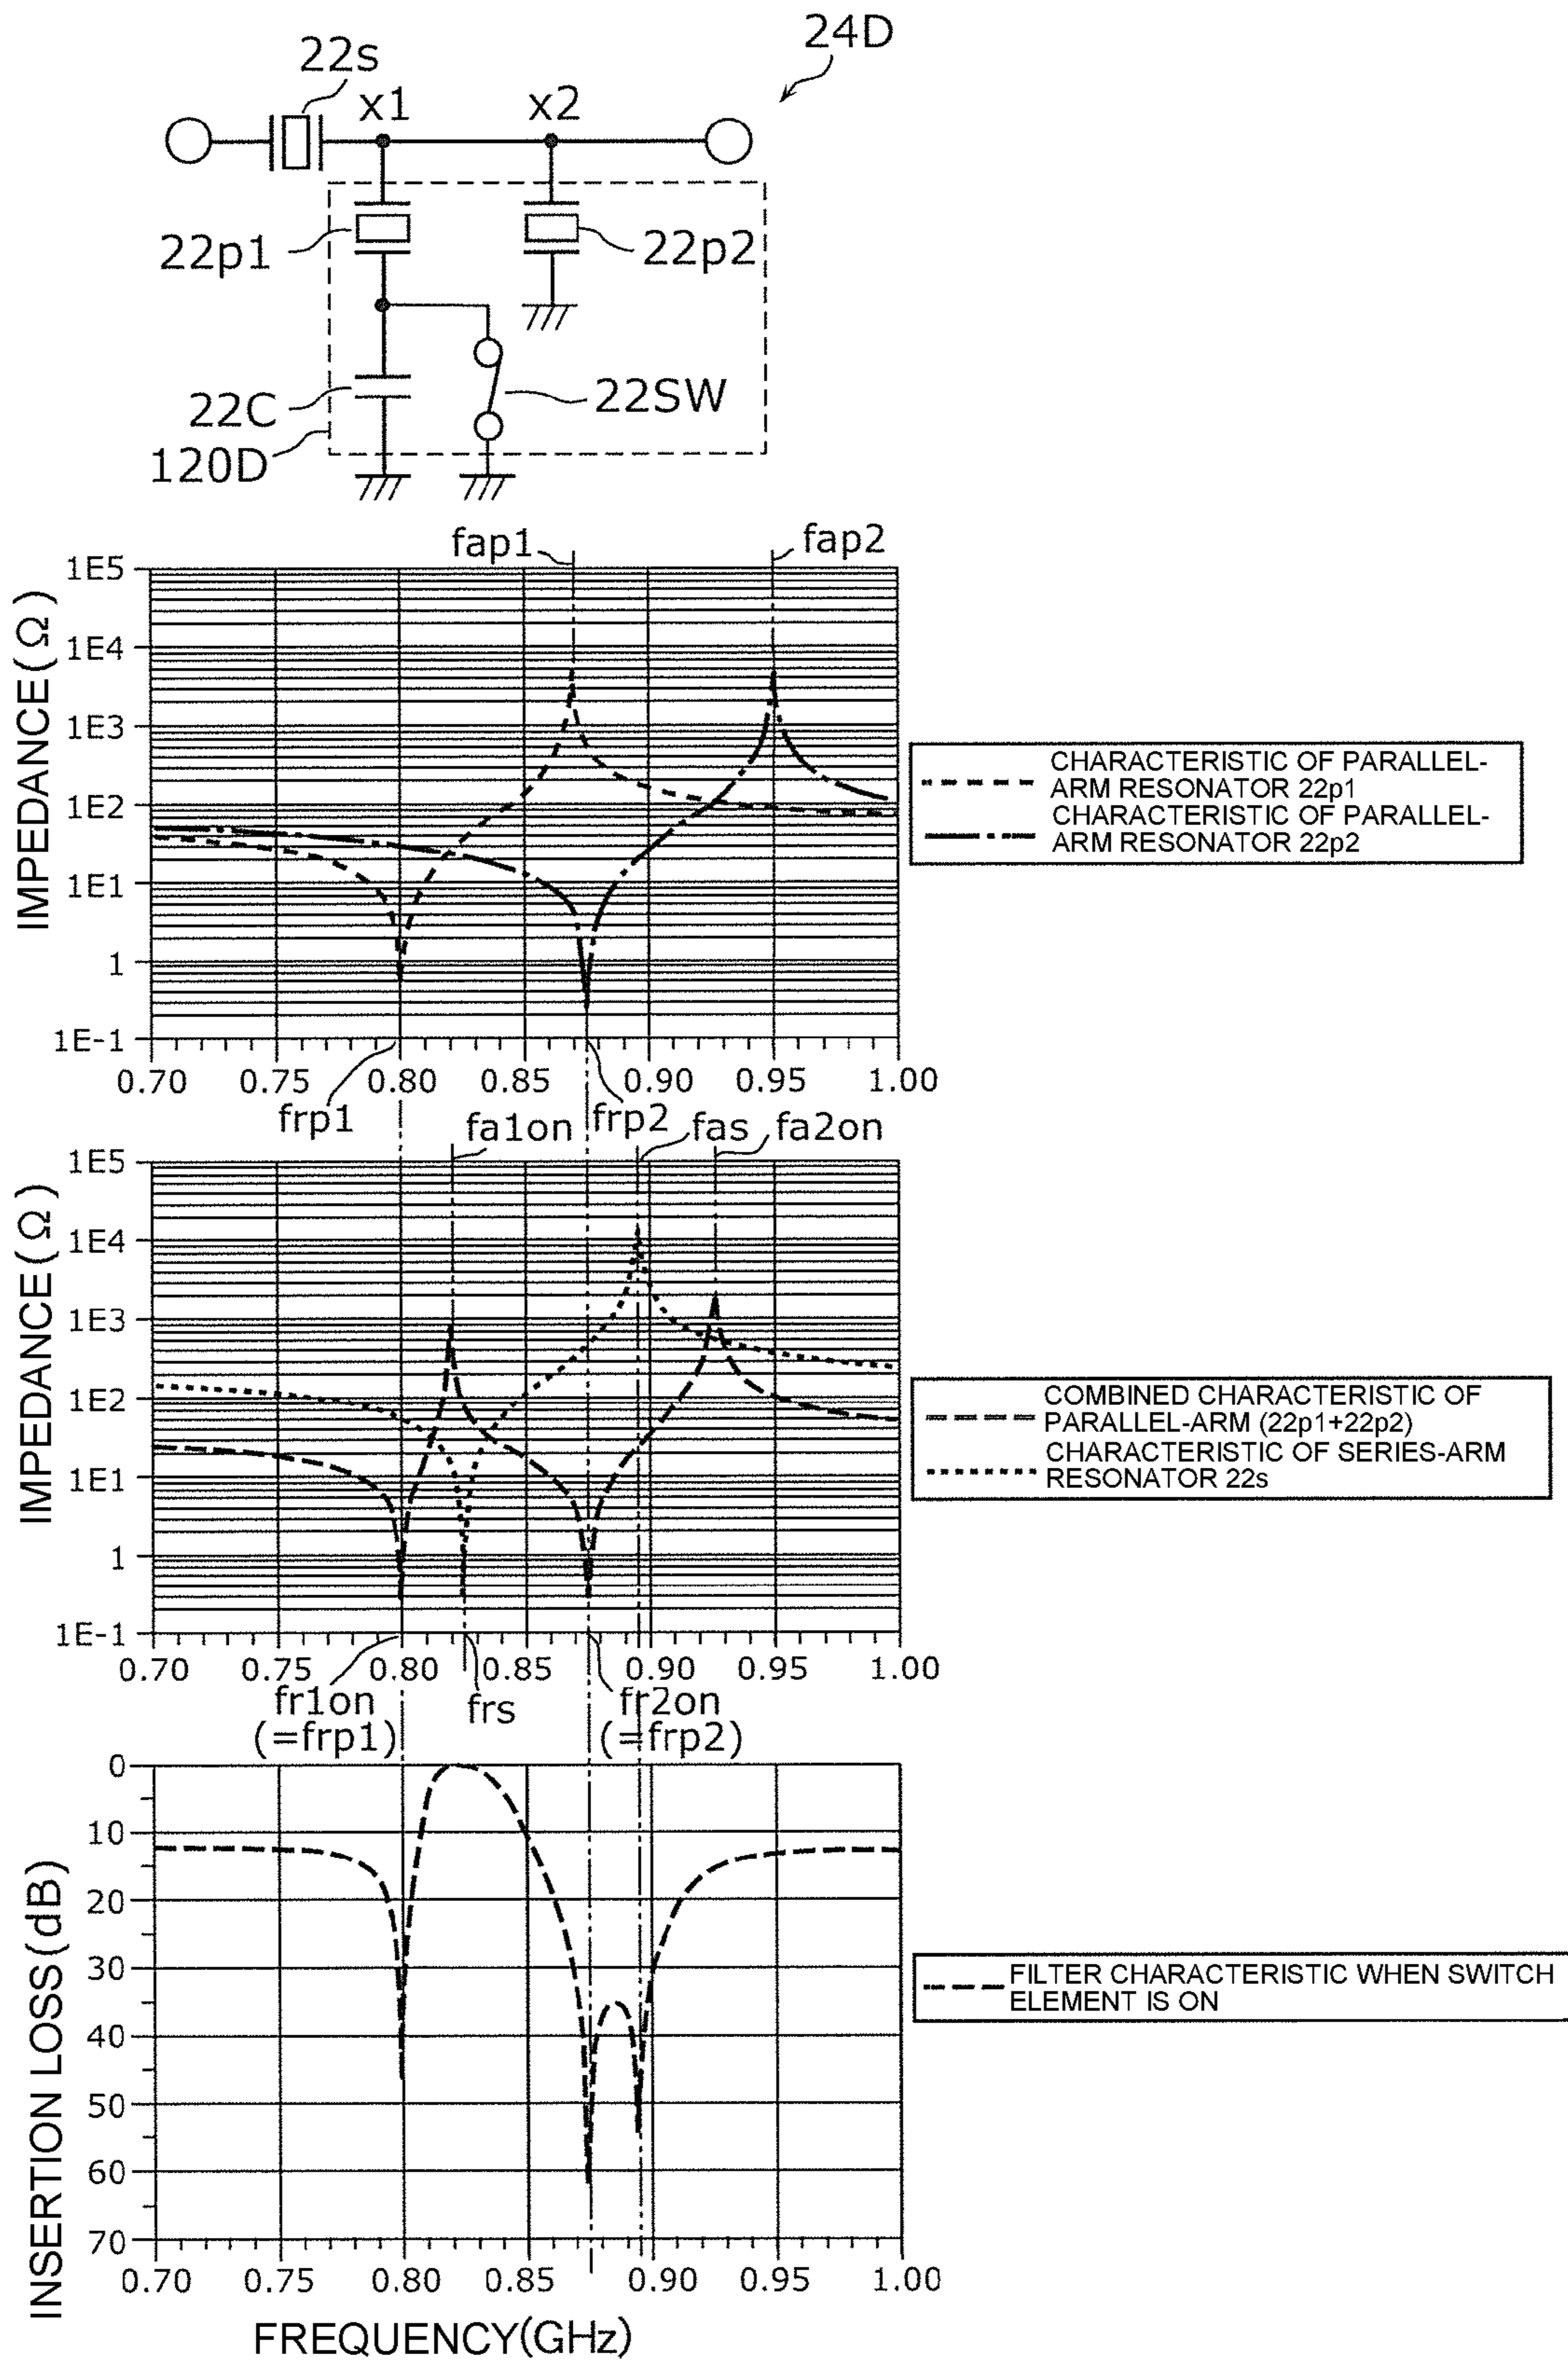 24D
22s
x1
x2
22p1
22p2
22C
22SW
120D
fap1
fap2
IMPEDANCE(Ω)
1E5
1E4
1E3
1E2
1E1
1
1E-1
0.70 0.75 0.80 0.85 0.90 0.95 1.00
CHARACTERISTIC OF PARALLEL-
ARM RESONATOR 22p1
CHARACTERISTIC OF PARALLEL-
ARM RESONATOR 22p2
frp1
frp2
fa1on
fas
fa2on
IMPEDANCE(Ω)
1E5
1E4
1E3
1E2
1E1
1
1E-1
0.70 0.75 0.80 0.85 0.90 0.95 1.00
COMBINED CHARACTERISTIC OF
PARALLEL-ARM (22p1+22p2)
CHARACTERISTIC OF SERIES-ARM
RESONATOR 22s
fr1on
(=frp1)
frs
fr2on
(=frp2)
INSERTION LOSS(dB)
0
10
20
30
40
50
60
70
0.70 0.75 0.80 0.85 0.90 0.95 1.00
FILTER CHARACTERISTIC WHEN SWITCH
ELEMENT IS ON
FREQUENCY(GHz)